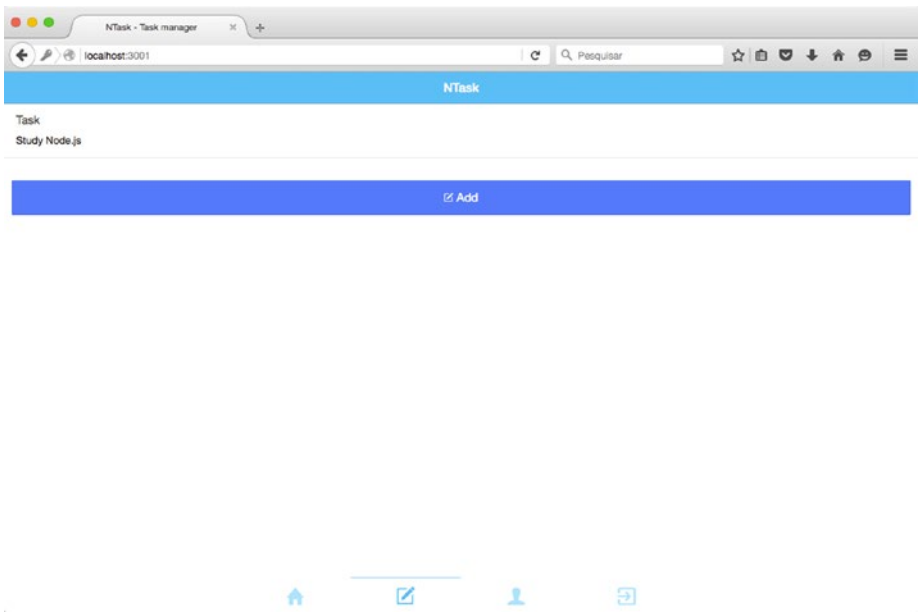 NTask - Task manager
localhost:3001
Pesquisar
NTask
Task
Study Node.js
Add